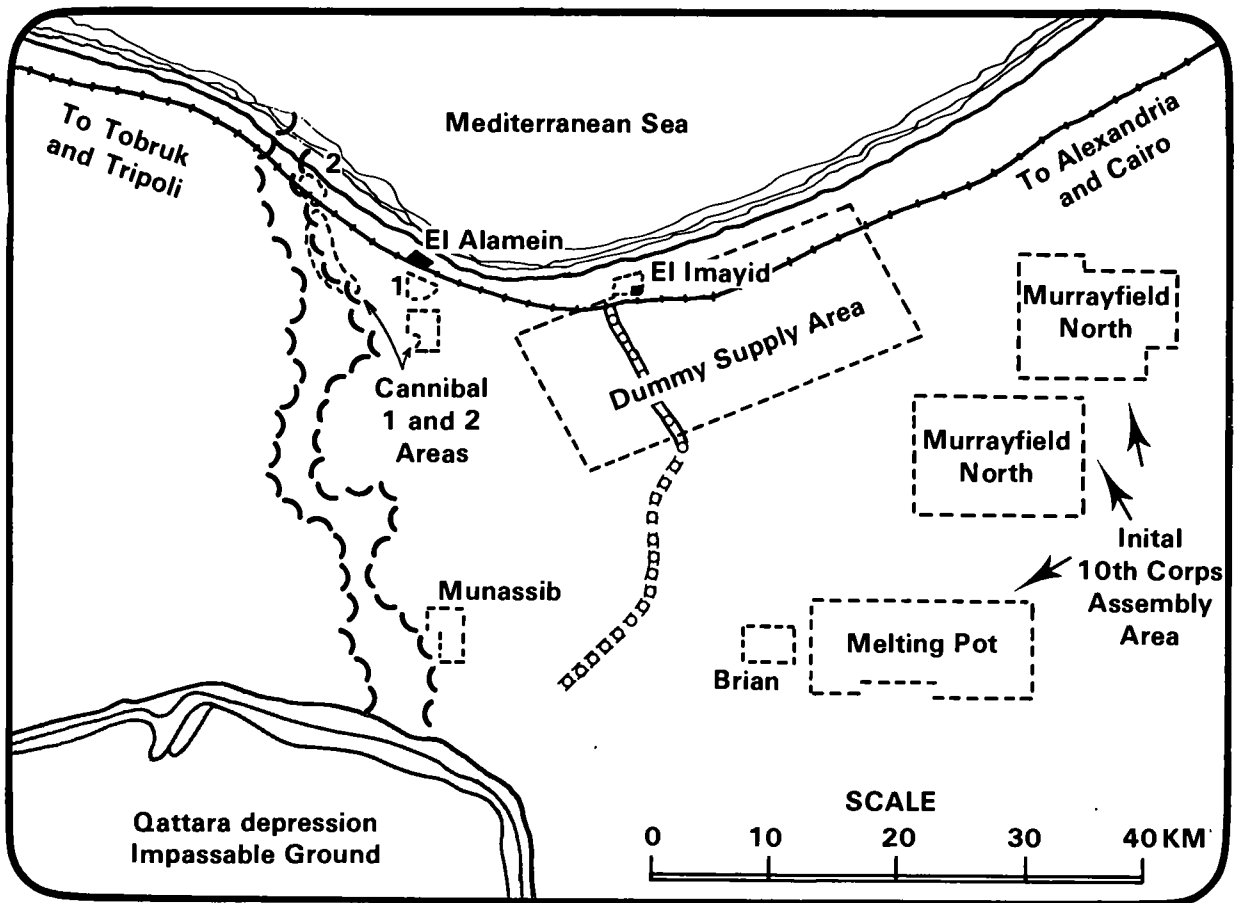 Mediterranean Sea
To Tobruk
and Tripoli
To Alexandria
and Cairo
2
El Alamein
1
El Imayid
Dummy Supply Area
Murrayfield
North
Cannibal
1 and 2
Areas
Murrayfield
North
Inital
10th Corps
Assembly
Area
Munassib
Melting Pot
Brian
Qattara depression
Impassable Ground
SCALE
0 10 20 30 40 KM